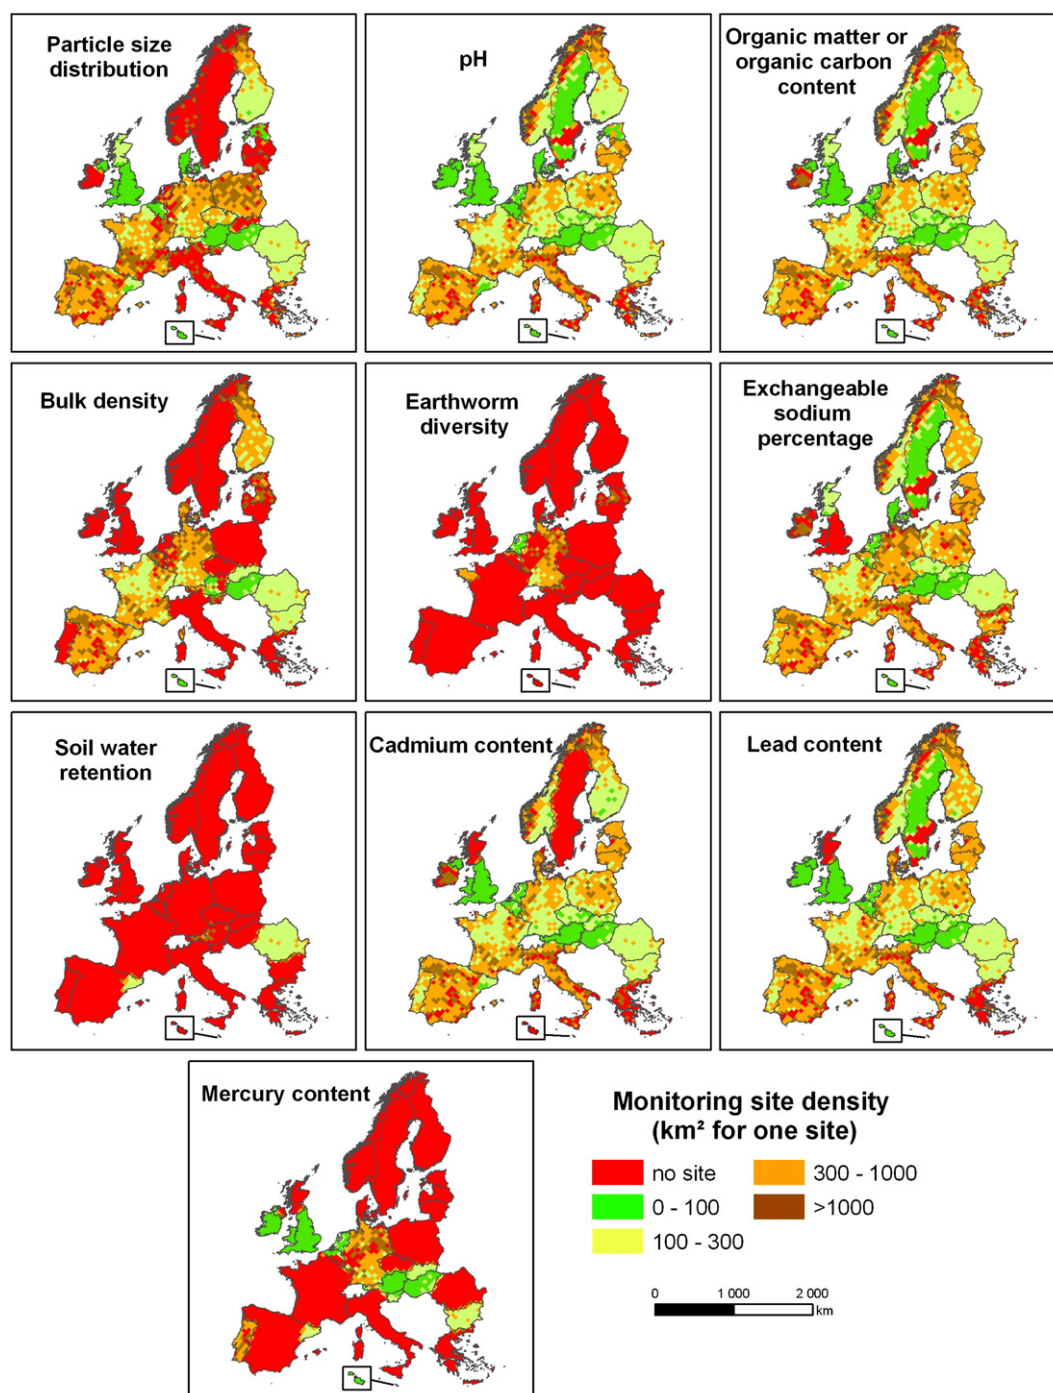 Particle size
distribution
pH
Organic matter or
organic carbon
content
Bulk density
Earthworm
diversity
Exchangeable
sodium
percentage
Soil water
retention
Cadmium content
Lead content
Mercury content
Monitoring site density
(km² for one site)
no site
300 - 1000
0 - 100
>1000
100 - 300
0 1 000 2 000
km